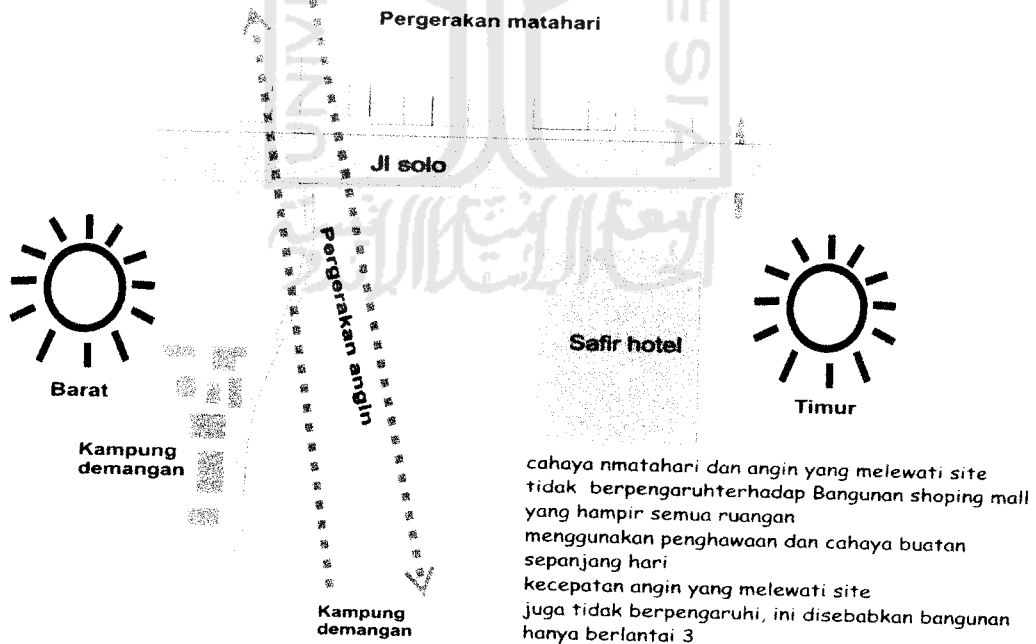 Pergerakan matahari
UNIV
ESIA
Jl solo
Pergerakan angin
Safir hotel
Barat
Timur
Kampung
demangan
cahaya nmatahari dan angin yang melewati site
tidak berpengaruhterhadap Bangunan shoping mall
yang hampir semua ruangan
menggunakan penghawaan dan cahaya buatan
sepanjang hari
kecepatan angin yang melewati site
juga tidak berpengaruhi, ini disebabkan bangunan
hanya berlantai 3
Kampung
demangan